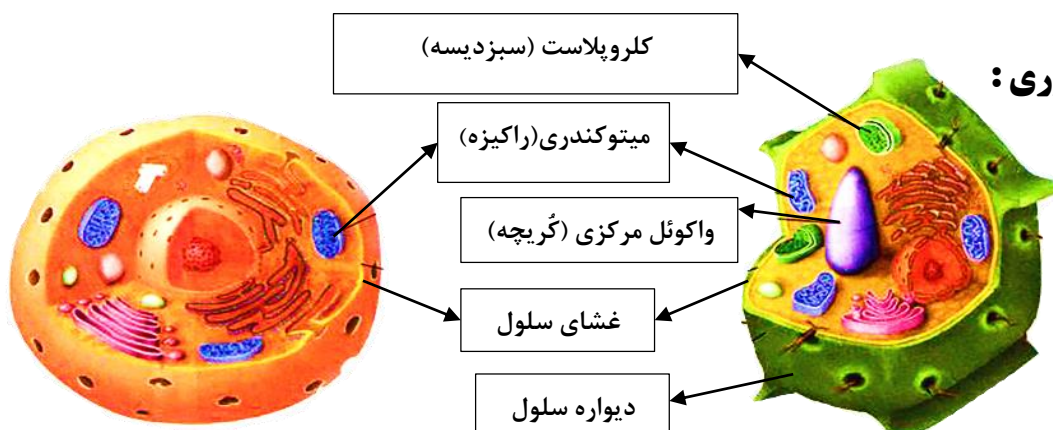 کلروپلاست (سبزدیسه)
ری:
میتوکندری(راکیزه)
واکوئل مرکزی (کُریچه)
غشای سلول
دیواره سلول